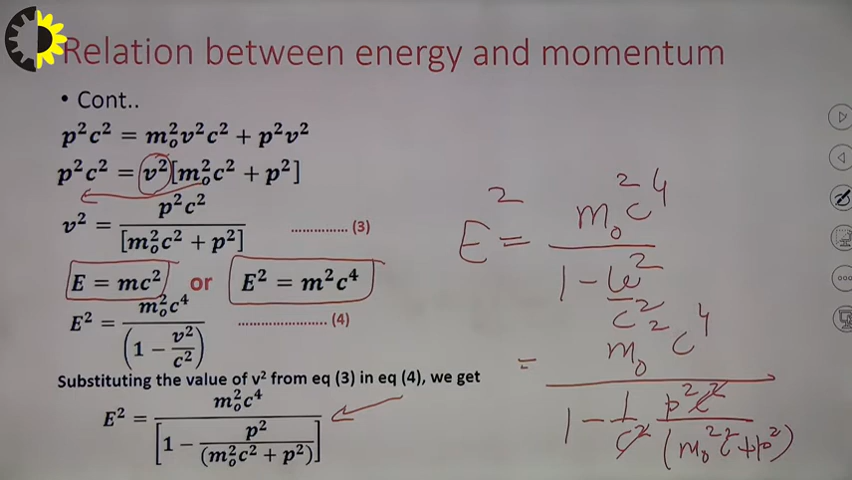 Relation between energy and momentum
• Cont..
p²c² = m₀²v²c² + p²v²
p²c² = v²[m₀²c² + p²]
v² = p²c² / [m₀²c² + p²] ............... (3)
E = mc² or E² = m²c⁴
E² = m₀²c⁴ / (1 − v²/c²) ........................ (4)
Substituting the value of v² from eq (3) in eq (4), we get
E² = m₀²c⁴ / [1 − p² / (m₀²c² + p²)]
E² = m₀²c⁴ / 1 − v²/c²
= m₀²c⁴ / 1 − 1/c² p²c² / (m₀²c² + p²)